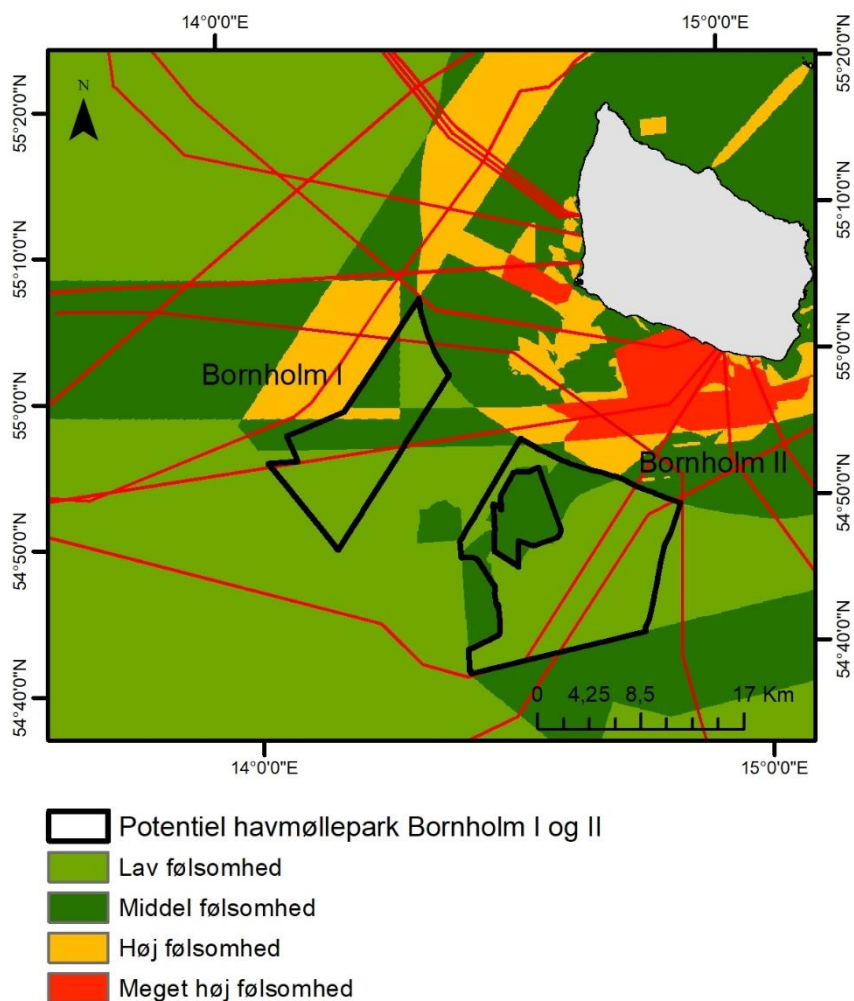 14°0'0"E 15°0'0"E
N
55°20'0"N 55°20'0"N
55°10'0"N 55°10'0"N
55°0'0"N 55°0'0"N
54°50'0"N 54°50'0"N
54°40'0"N 54°40'0"N
Bornholm I
Bornholm II
0 4,25 8,5 17 Km
14°0'0"E 15°0'0"E
Potentiel havmøllepark Bornholm I og II
Lav følsomhed
Middel følsomhed
Høj følsomhed
Meget høj følsomhed